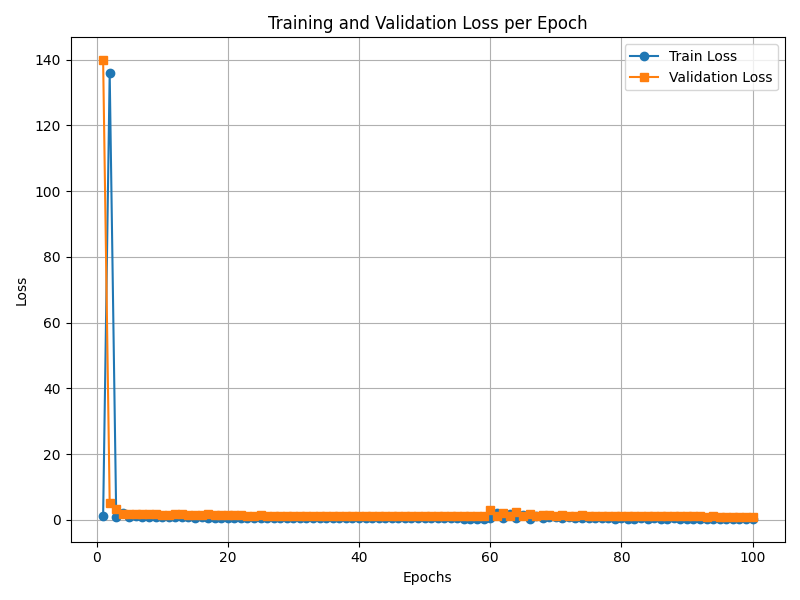 Training and Validation Loss per Epoch
Train Loss
Validation Loss
Loss
140
120
100
80
60
40
20
0
0 20 40 60 80 100
Epochs